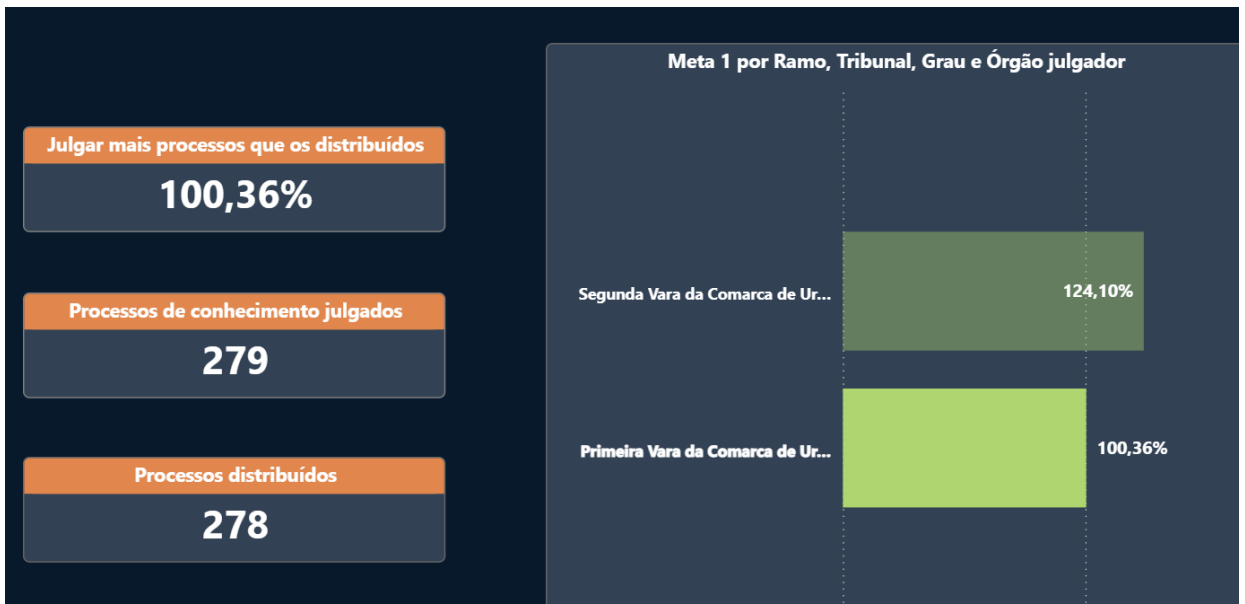 Meta 1 por Ramo, Tribunal, Grau e Órgão julgador
Julgar mais processos que os distribuídos
100,36%
Processos de conhecimento julgados
279
Processos distribuídos
278
Segunda Vara da Comarca de Ur...
124,10%
Primeira Vara da Comarca de Ur...
100,36%